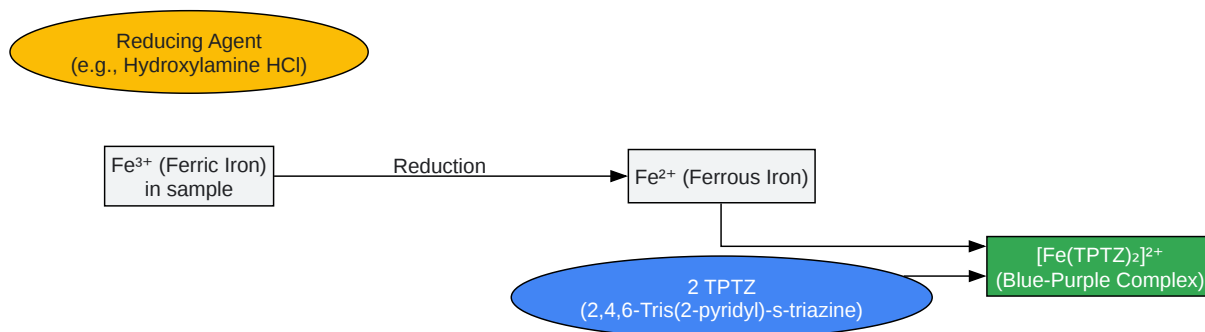 Reducing Agent
(e.g., Hydroxylamine HCl)
Fe³⁺ (Ferric Iron)
in sample
Reduction
Fe²⁺ (Ferrous Iron)
2 TPTZ
(2,4,6-Tris(2-pyridyl)-s-triazine)
[Fe(TPTZ)₂]²⁺
(Blue-Purple Complex)